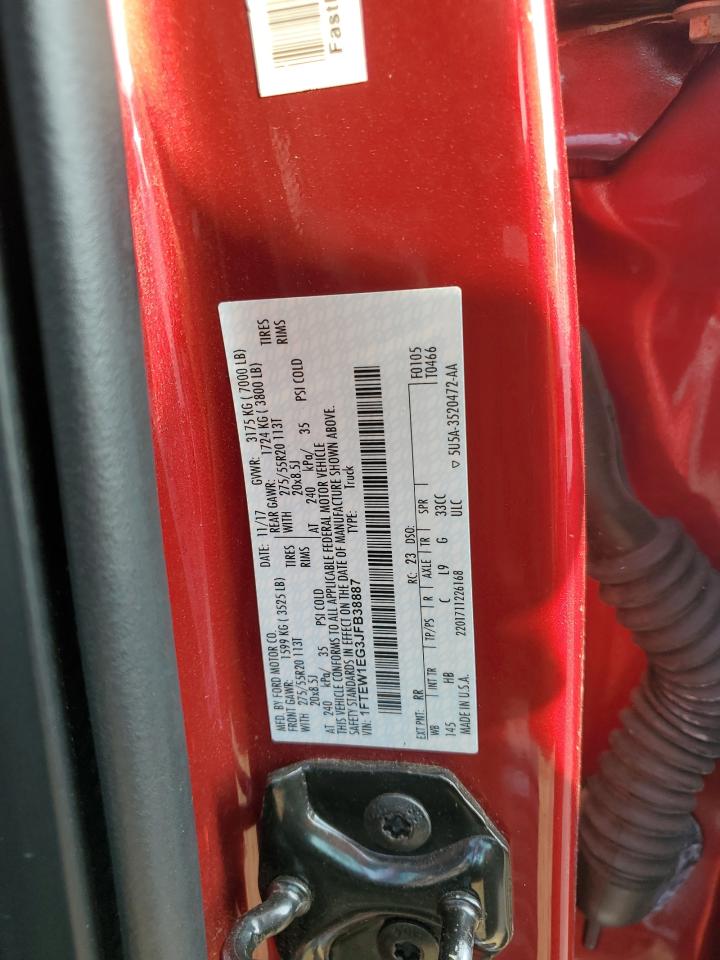 Fast
MFD. BY FORD MOTOR CO. DATE: 11/17 GVWR: 3175 KG ( 7000 LB)
FRONT GAWR: 1599 KG ( 3525 LB) REAR GAWR: 1724 KG ( 3800 LB)
WITH 275/55R20 113T TIRES WITH 275/55R20 113T TIRES
20x8.5J RIMS 20x8.5J RIMS
AT 240 kPa/ 35 PSI COLD AT 240 kPa/ 35 PSI COLD
THIS VEHICLE CONFORMS TO ALL APPLICABLE FEDERAL MOTOR VEHICLE
SAFETY STANDARDS IN EFFECT ON THE DATE OF MANUFACTURE SHOWN ABOVE.
VIN: 1FTEW1EG3JFB38887 TYPE: Truck
F0105
EXT PNT: RR RC: 23 DSO: T0466
WB INT TR TP/PS R AXLE TR SPR
145 HB C L9 G 33CC
ULC
MADE IN U.S.A. 2201711226168 ▽ 5U5A-3520472-AA